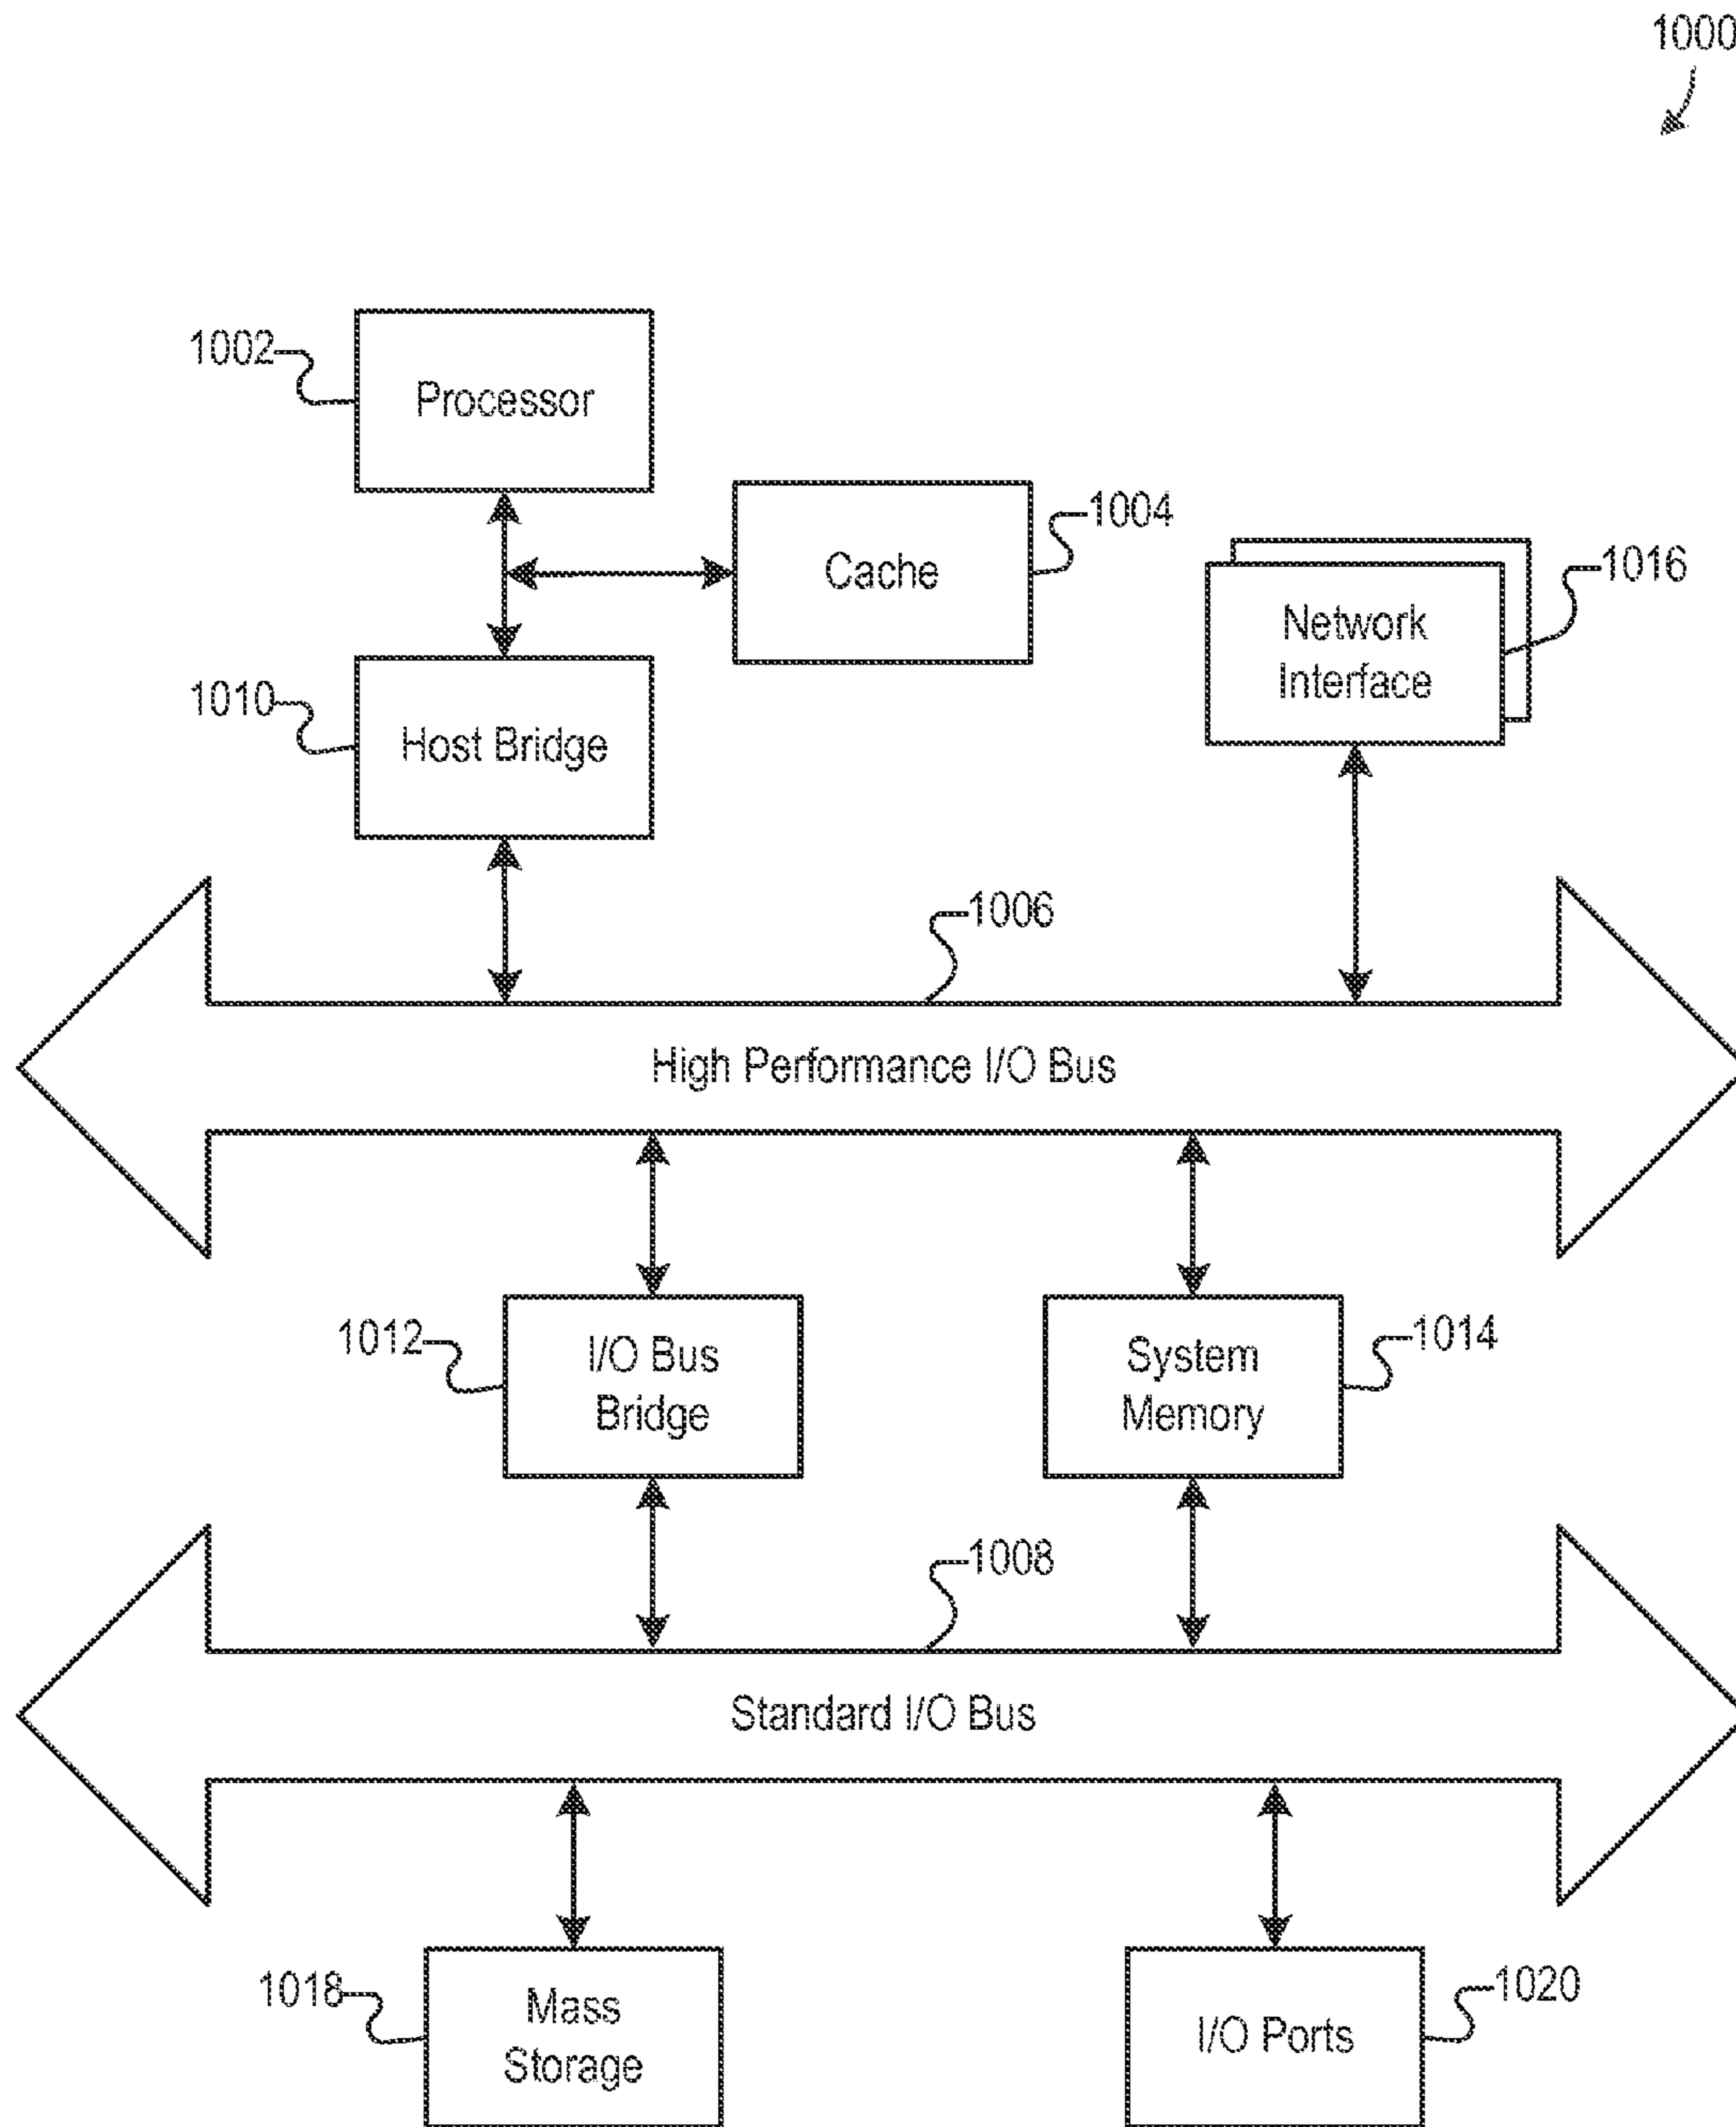 1000
1002
Processor
1004
Cache
1016
Network
Interface
1010
Host Bridge
1006
High Performance I/O Bus
1012
I/O Bus
Bridge
System
Memory
1014
1008
Standard I/O Bus
1018
Mass
Storage
I/O Ports
1020